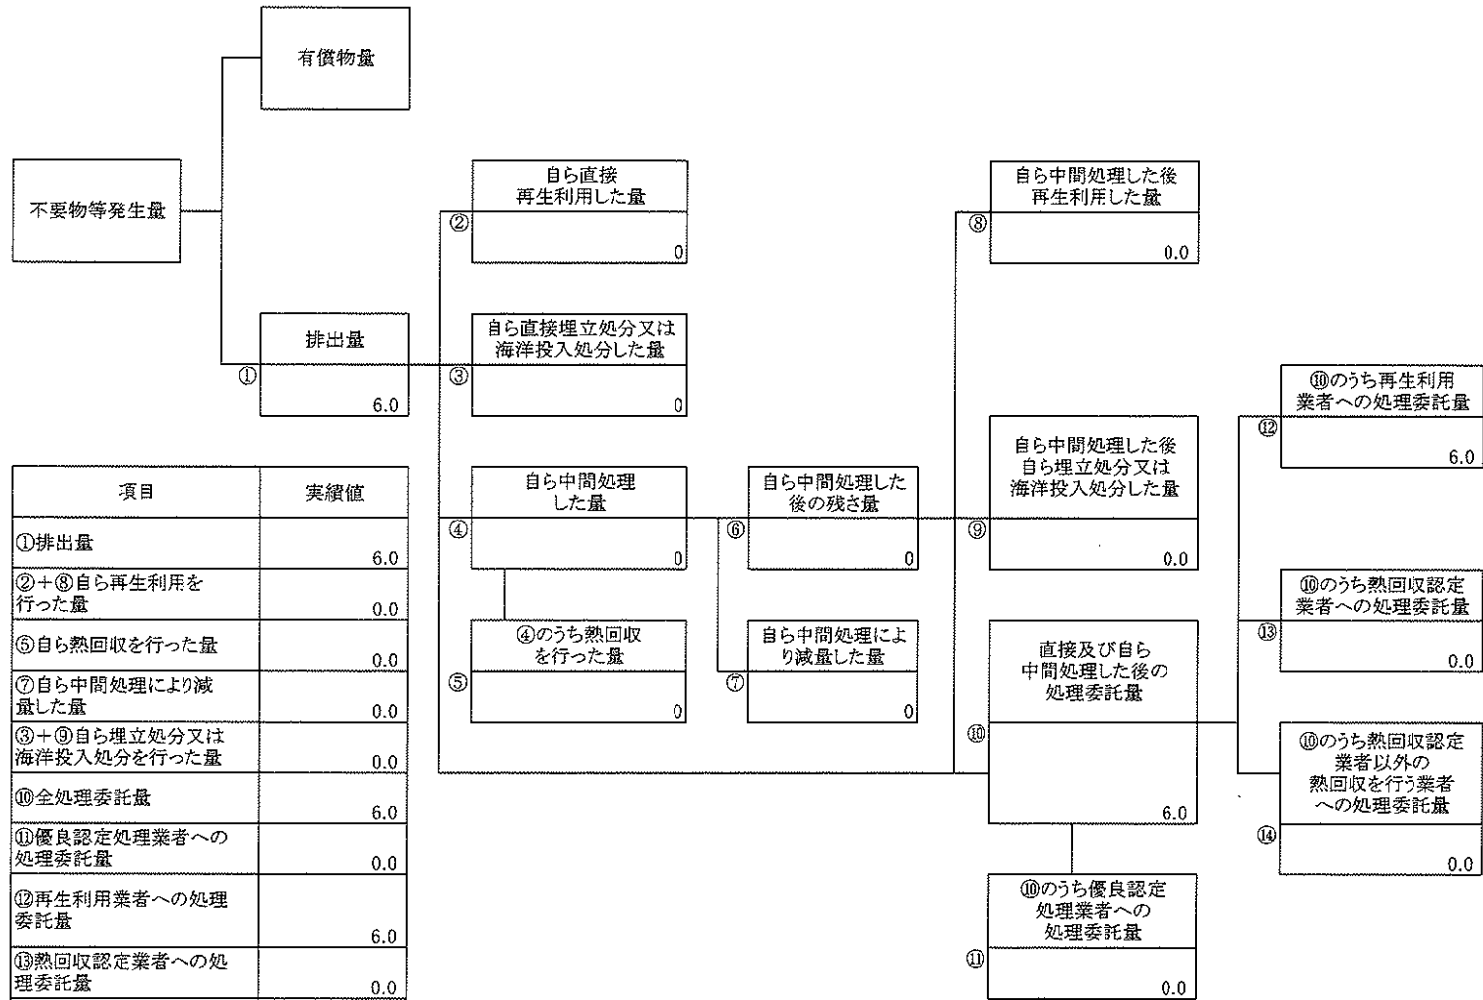 有償物量
不要物等発生量
排出量
①
6.0
自ら直接
再生利用した量
②
0
自ら直接埋立処分又は
海洋投入処分した量
③
0
自ら中間処理
した量
④
0
④のうち熱回収
を行った量
⑤
0
自ら中間処理した
後の残さ量
⑥
0
自ら中間処理によ
り減量した量
⑦
0
自ら中間処理した後
再生利用した量
⑧
0.0
自ら中間処理した後
自ら埋立処分又は
海洋投入処分した量
⑨
0.0
直接及び自ら
中間処理した後の
処理委託量
⑩
6.0
⑩のうち優良認定
処理業者への
処理委託量
⑪
0.0
⑩のうち再生利用
業者への処理委託量
⑫
6.0
⑩のうち熱回収認定
業者への処理委託量
⑬
0.0
⑩のうち熱回収認定
業者以外の
熱回収を行う業者
への処理委託量
⑭
0.0
項目 実績値
①排出量 6.0
②+⑧自ら再生利用を
行った量 0.0
⑤自ら熱回収を行った量 0.0
⑦自ら中間処理により減
量した量 0.0
③+⑨自ら埋立処分又は
海洋投入処分を行った量 0.0
⑩全処理委託量 6.0
⑪優良認定処理業者への
処理委託量 0.0
⑫再生利用業者への処理
委託量 6.0
⑬熱回収認定業者への処
理委託量 0.0